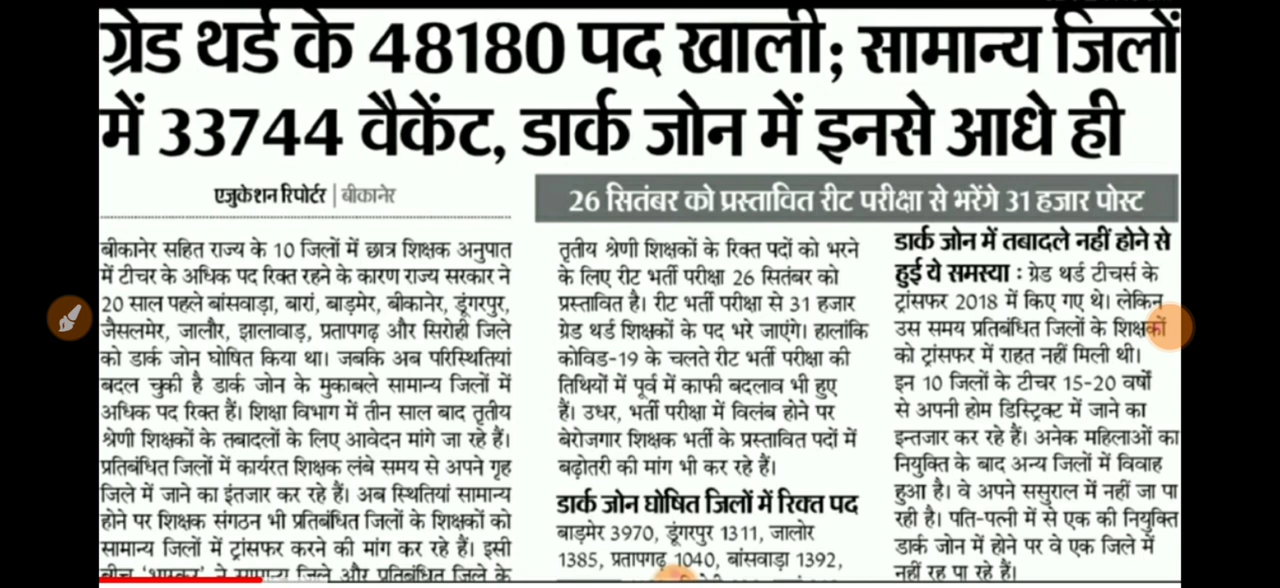 ग्रेड थर्ड के 48180 पद खाली; सामान्य जिलों
में 33744 वैकेंट, डार्क जोन में इनसे आधे ही
एजुकेशन रिपोर्टर | बीकानेर
26 सितंबर को प्रस्तावित रीट परीक्षा से भरेंगे 31 हजार पोस्ट
बीकानेर सहित राज्य के 10 जिलों में छात्र शिक्षक अनुपात
में टीचर के अधिक पद रिक्त रहने के कारण राज्य सरकार ने
20 साल पहले बांसवाड़ा, बारां, बाड़मेर, बीकानेर, डूंगरपुर,
जैसलमेर, जालौर, झालावाड़, प्रतापगढ़ और सिरोही जिले
को डार्क जोन घोषित किया था। जबकि अब परिस्थितियां
बदल चुकी है डार्क जोन के मुकाबले सामान्य जिलों में
अधिक पद रिक्त हैं। शिक्षा विभाग में तीन साल बाद तृतीय
श्रेणी शिक्षकों के तबादलों के लिए आवेदन मांगे जा रहे हैं।
प्रतिबंधित जिलों में कार्यरत शिक्षक लंबे समय से अपने गृह
जिले में जाने का इंतजार कर रहे हैं। अब स्थितियां सामान्य
होने पर शिक्षक संगठन भी प्रतिबंधित जिलों के शिक्षकों को
सामान्य जिलों में ट्रांसफर करने की मांग कर रहे हैं। इसी
बीच 'भास्कर' ने सामान्य जिले और प्रतिबंधित जिले के
तृतीय श्रेणी शिक्षकों के रिक्त पदों को भरने
के लिए रीट भर्ती परीक्षा 26 सितंबर को
प्रस्तावित है। रीट भर्ती परीक्षा से 31 हजार
ग्रेड थर्ड शिक्षकों के पद भरे जाएंगे। हालांकि
कोविड-19 के चलते रीट भर्ती परीक्षा की
तिथियों में पूर्व में काफी बदलाव भी हुए
हैं। उधर, भर्ती परीक्षा में विलंब होने पर
बेरोजगार शिक्षक भर्ती के प्रस्तावित पदों में
बढ़ोतरी की मांग भी कर रहे हैं।
डार्क जोन घोषित जिलों में रिक्त पद
बाड़मेर 3970, डूंगरपुर 1311, जालोर
1385, प्रतापगढ़ 1040, बांसवाड़ा 1392,
डार्क जोन में तबादले नहीं होने से
हुई ये समस्या : ग्रेड थर्ड टीचर्स के
ट्रांसफर 2018 में किए गए थे। लेकिन
उस समय प्रतिबंधित जिलों के शिक्षकों
को ट्रांसफर में राहत नहीं मिली थी।
इन 10 जिलों के टीचर 15-20 वर्षों
से अपनी होम डिस्ट्रिक्ट में जाने का
इन्तजार कर रहे हैं। अनेक महिलाओं का
नियुक्ति के बाद अन्य जिलों में विवाह
हुआ है। वे अपने ससुराल में नहीं जा पा
रही है। पति-पत्नी में से एक की नियुक्ति
डार्क जोन में होने पर वे एक जिले में
नहीं रह पा रहे हैं।